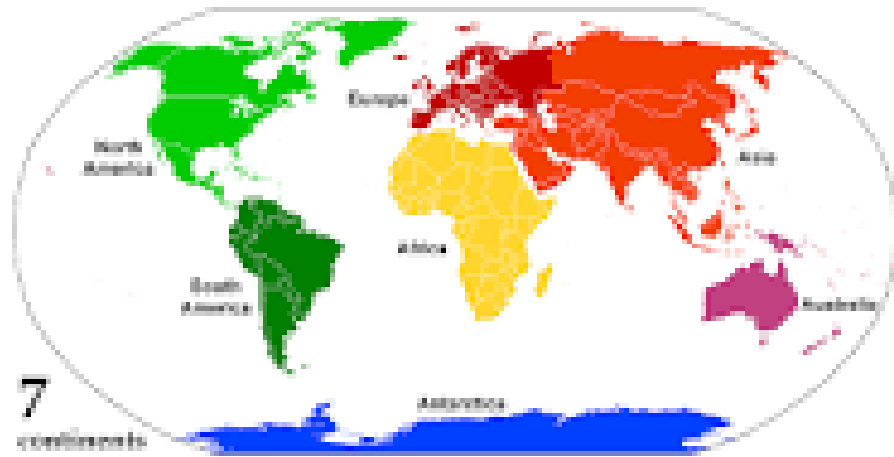 Europe
North
America
Asia
Africa
South
America
Australia
7
Antarctica
continents